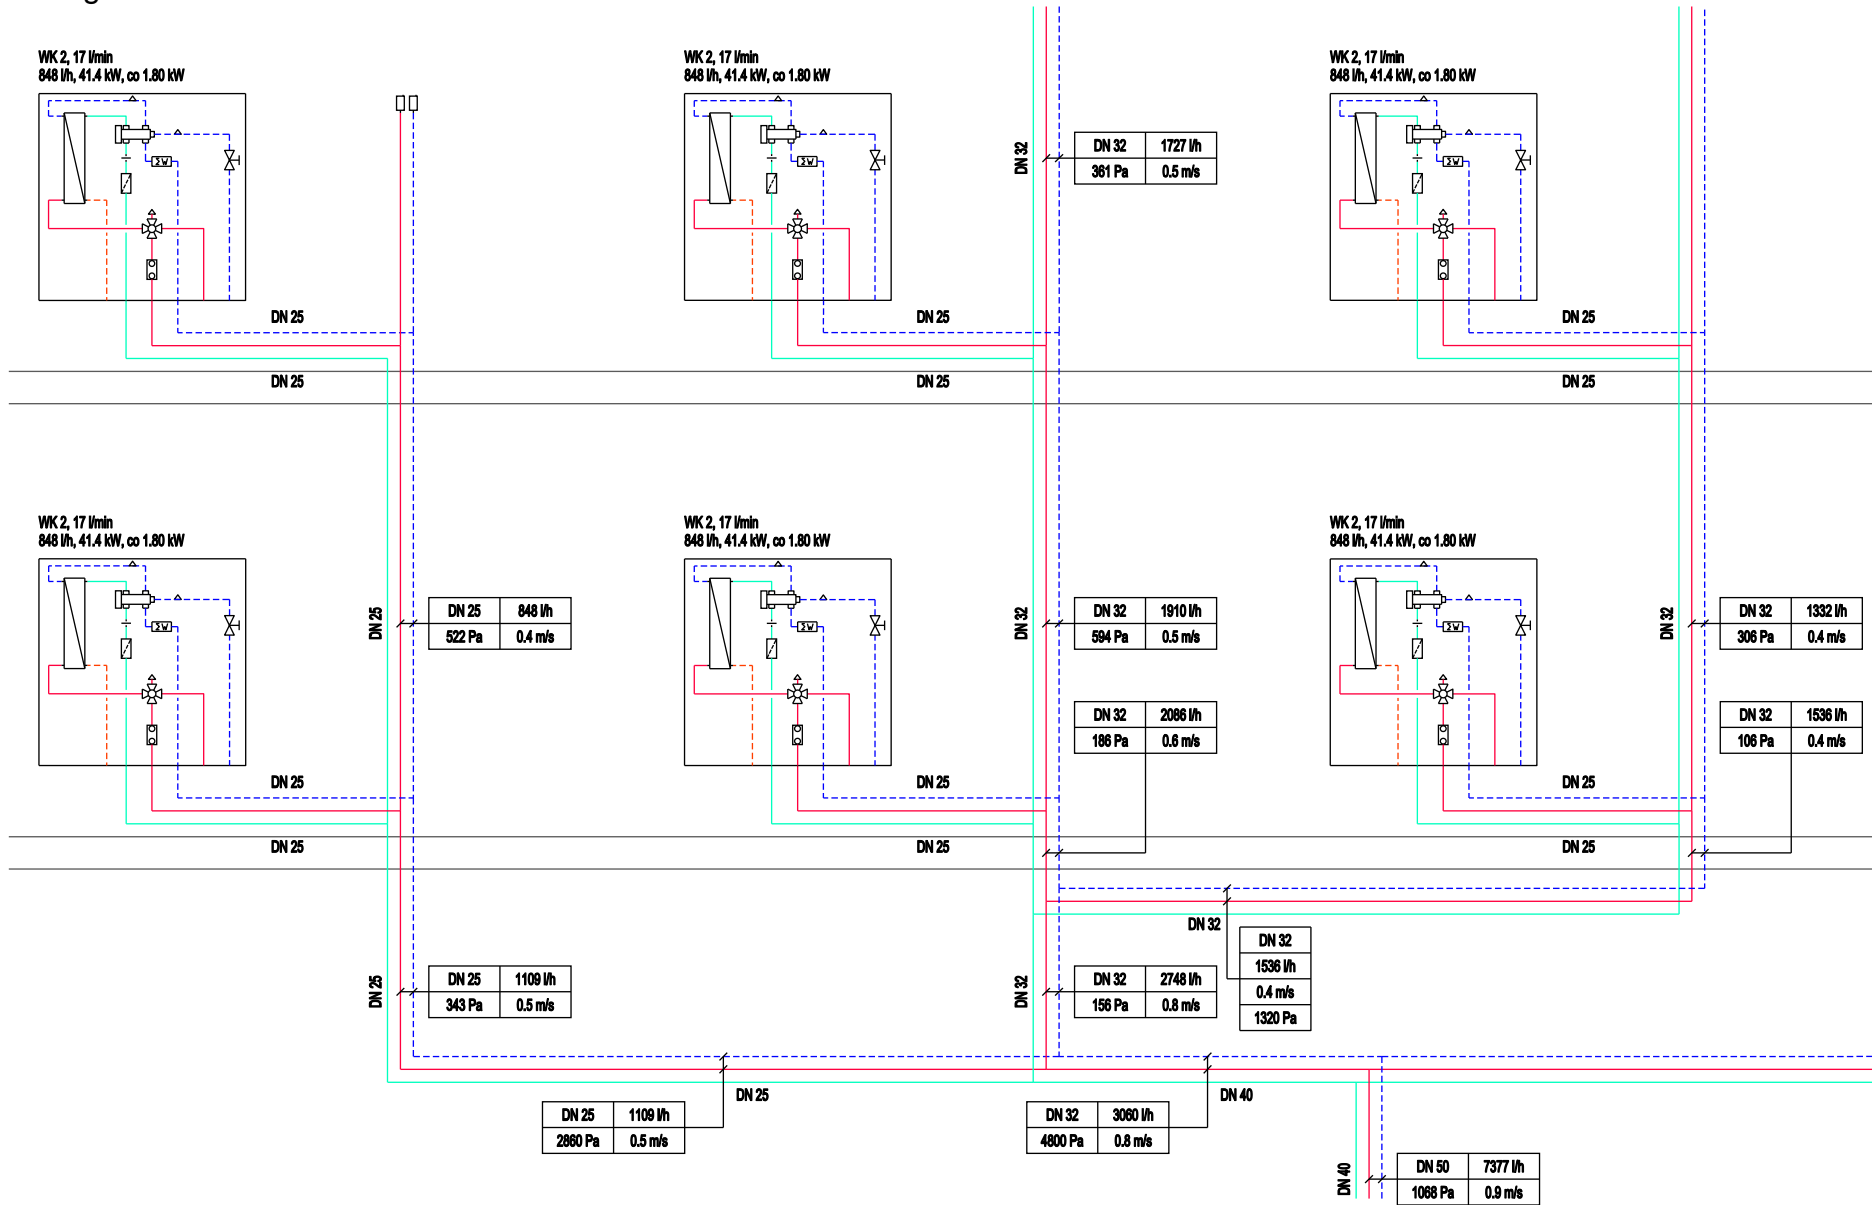 g
WK 2, 17 l/min
848 l/h, 41.4 kW, co 1.80 kW
WK 2, 17 l/min
848 l/h, 41.4 kW, co 1.80 kW
WK 2, 17 l/min
848 l/h, 41.4 kW, co 1.80 kW
DN 32
DN 32 1727 l/h
361 Pa 0.5 m/s
ΣW
ΣW
ΣW
DN 25
DN 25
DN 25
DN 25
DN 25
DN 25
WK 2, 17 l/min
848 l/h, 41.4 kW, co 1.80 kW
WK 2, 17 l/min
848 l/h, 41.4 kW, co 1.80 kW
WK 2, 17 l/min
848 l/h, 41.4 kW, co 1.80 kW
DN 25
DN 25 848 l/h
522 Pa 0.4 m/s
DN 32
DN 32 1910 l/h
594 Pa 0.5 m/s
DN 32
DN 32 1332 l/h
306 Pa 0.4 m/s
ΣW
ΣW
ΣW
DN 32 2086 l/h
186 Pa 0.6 m/s
DN 32 1536 l/h
106 Pa 0.4 m/s
DN 25
DN 25
DN 25
DN 25
DN 25
DN 25
DN 32
DN 32
1536 l/h
0.4 m/s
1320 Pa
DN 25
DN 25 1109 l/h
343 Pa 0.5 m/s
DN 32
DN 32 2748 l/h
156 Pa 0.8 m/s
DN 25
DN 40
DN 25 1109 l/h
2860 Pa 0.5 m/s
DN 32 3060 l/h
4800 Pa 0.8 m/s
DN 40
DN 50 7377 l/h
1068 Pa 0.9 m/s